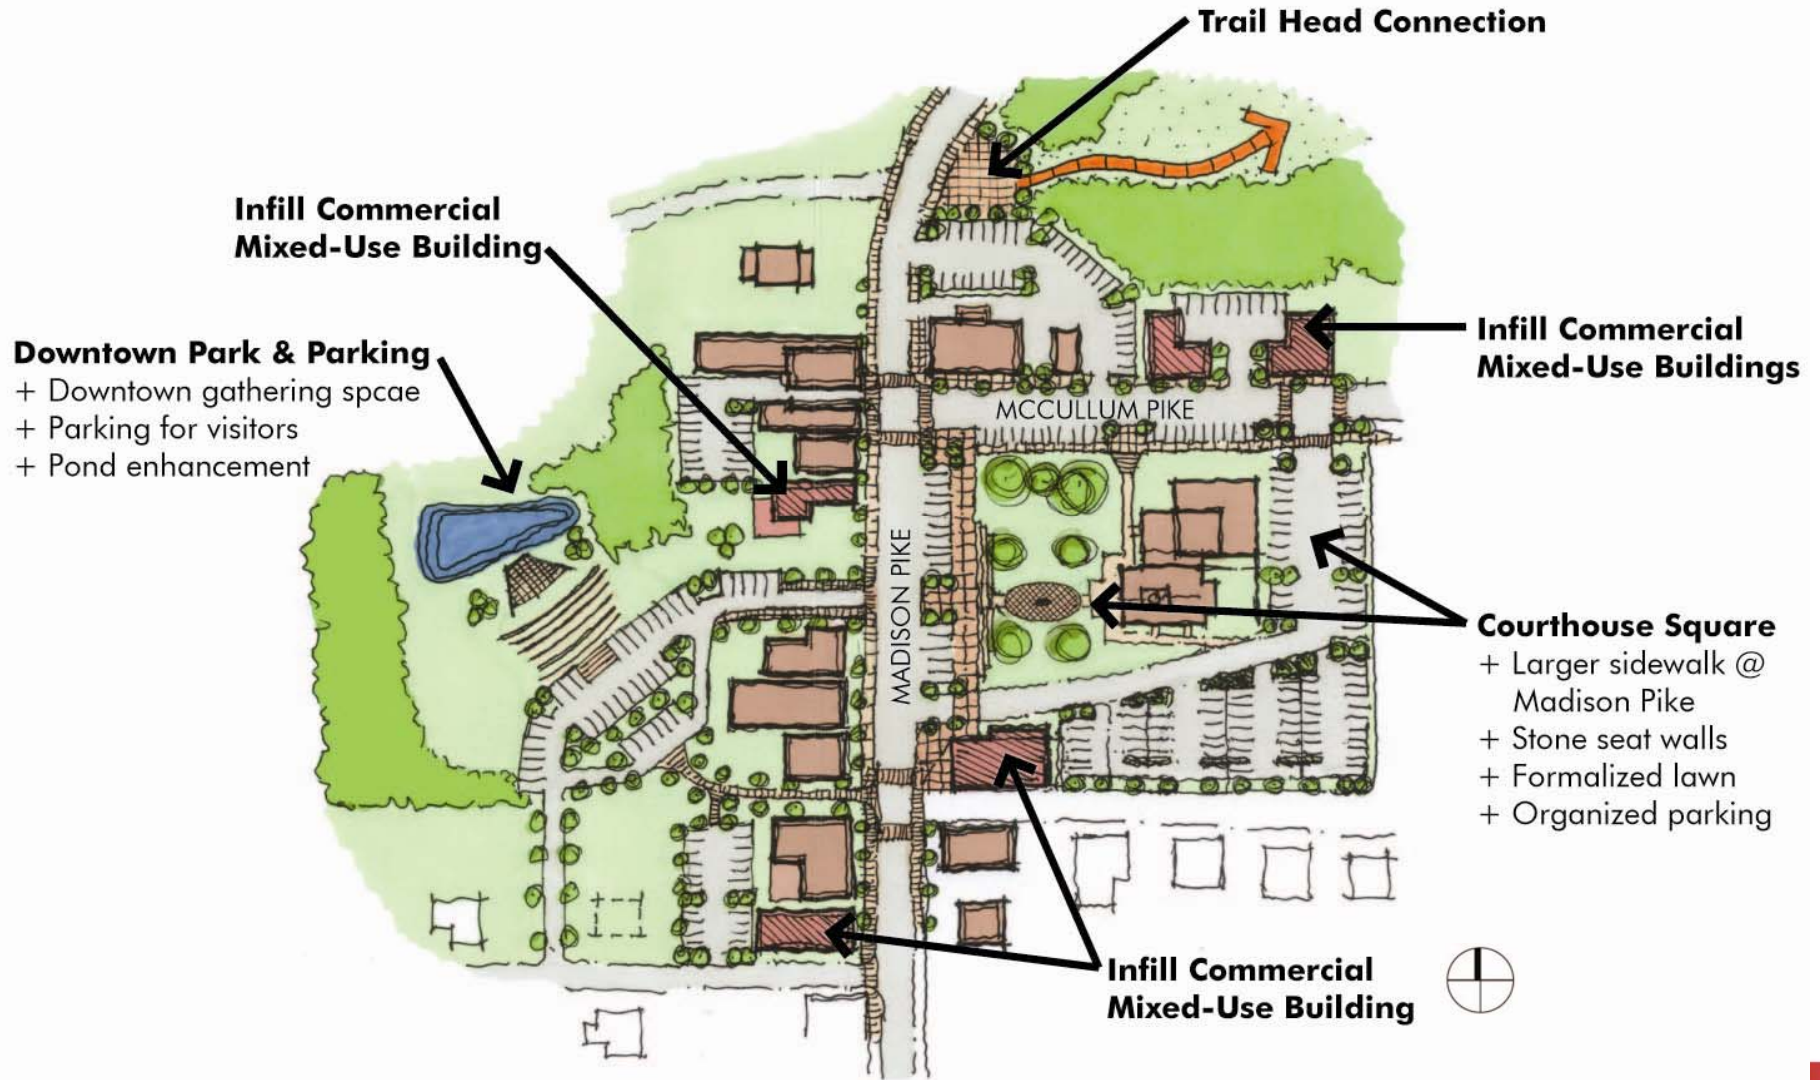 Trail Head Connection
Infill Commercial
Mixed-Use Building
Downtown Park & Parking
+ Downtown gathering spcae
+ Parking for visitors
+ Pond enhancement
Infill Commercial
Mixed-Use Buildings
MCCULLUM PIKE
MADISON PIKE
Courthouse Square
+ Larger sidewalk @
Madison Pike
+ Stone seat walls
+ Formalized lawn
+ Organized parking
Infill Commercial
Mixed-Use Building